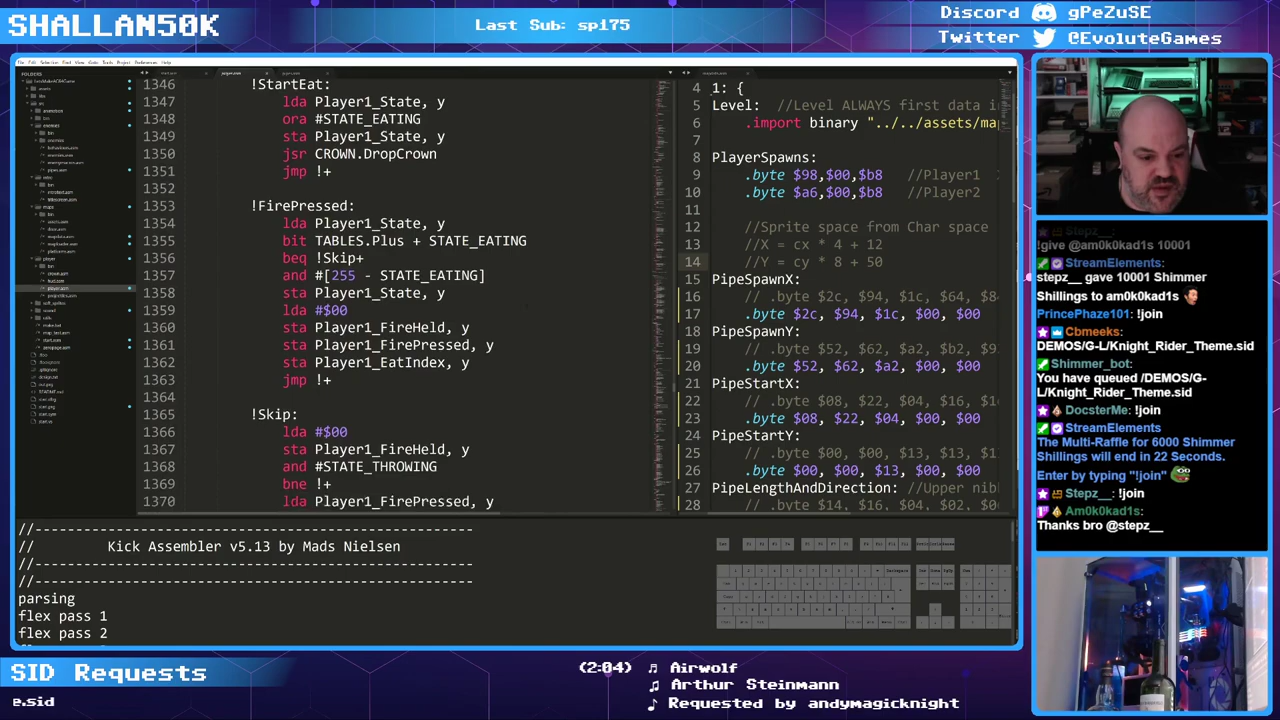 SHALLAN50K
Last Sub: sp175
Discord gPeZuSE
Twitter @EvoluteGames
FOLDERS
1346 !StartEat:
1347 lda Player1_State, y
1348 ora #STATE_EATING
1349 sta Player1_State, y
1350 jsr CROWN.DropCrown
1351 jmp !+
1352
1353 !FirePressed:
1354 lda Player1_State, y
1355 bit TABLES.Plus + STATE_EATING
1356 beq !Skip+
1357 and #[255 - STATE_EATING]
1358 sta Player1_State, y
1359 lda #$00
1360 sta Player1_FireHeld, y
1361 sta Player1_FirePressed, y
1362 sta Player1_EatIndex, y
1363 jmp !+
1364
1365 !Skip:
1366 lda #$00
1367 sta Player1_FireHeld, y
1368 and #STATE_THROWING
1369 bne !+
1370 lda Player1_FirePressed, y
4 1: {
5 Level: //Level ALWAYS first data i
6 .import binary "../../assets/ma
7
8 PlayerSpawns:
9 .byte $98,$00,$b8 //Player1
10 .byte $a6,$00,$b8 //Player2
11
12 //Sprite space from Char space
13 //X = cx * 4 + 12
14 //Y = cy * 8 + 50
15 PipeSpawnX:
16 // .byte $2c, $94, $1c, $64, $8
17 .byte $2c, $94, $1c, $00, $00
18 PipeSpawnY:
19 // .byte $52, $62, $a2, $b2, $9
20 .byte $52, $62, $a2, $00, $00
21 PipeStartX:
22 // .byte $08, $22, $04, $16, $1
23 .byte $08, $22, $04, $00, $00
24 PipeStartY:
25 // .byte $00, $00, $13, $13, $1
26 .byte $00, $00, $13, $00, $00
27 PipeLengthAndDirection: //Upper nib
28 // .byte $14, $16, $04, $02, $0
//------------------------------------------------------
// Kick Assembler v5.13 by Mads Nielsen
//------------------------------------------------------
//------------------------------------------------------
parsing
flex pass 1
flex pass 2
Stepz__:
!give @am0k0kad1s 10001
StreamElements:
stepz__ gave 10001 Shimmer
Shillings to am0k0kad1s
PrincePhaze101: !join
Cbmeeks:
DEMOS/G-L/Knight_Rider_Theme.sid
Shimmer_bot:
You have queued /DEMOS/G-
L/Knight_Rider_Theme.sid
DocsterMe: !join
StreamElements:
The Multi-Raffle for 6000 Shimmer
Shillings will end in 22 Seconds.
Enter by typing "!join"
Stepz__: !join
Am0k0kad1s:
Thanks bro @stepz__
SID Requests
e.sid
(2:04) Airwolf
Arthur Steinmann
Requested by andymagicknight